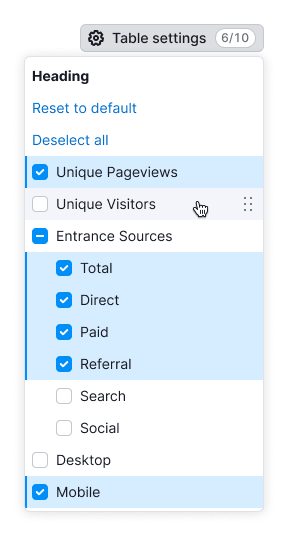 Table settings 6/10
Heading
Reset to default
Deselect all
Unique Pageviews
Unique Visitors
Entrance Sources
Total
Direct
Paid
Referral
Search
Social
Desktop
Mobile